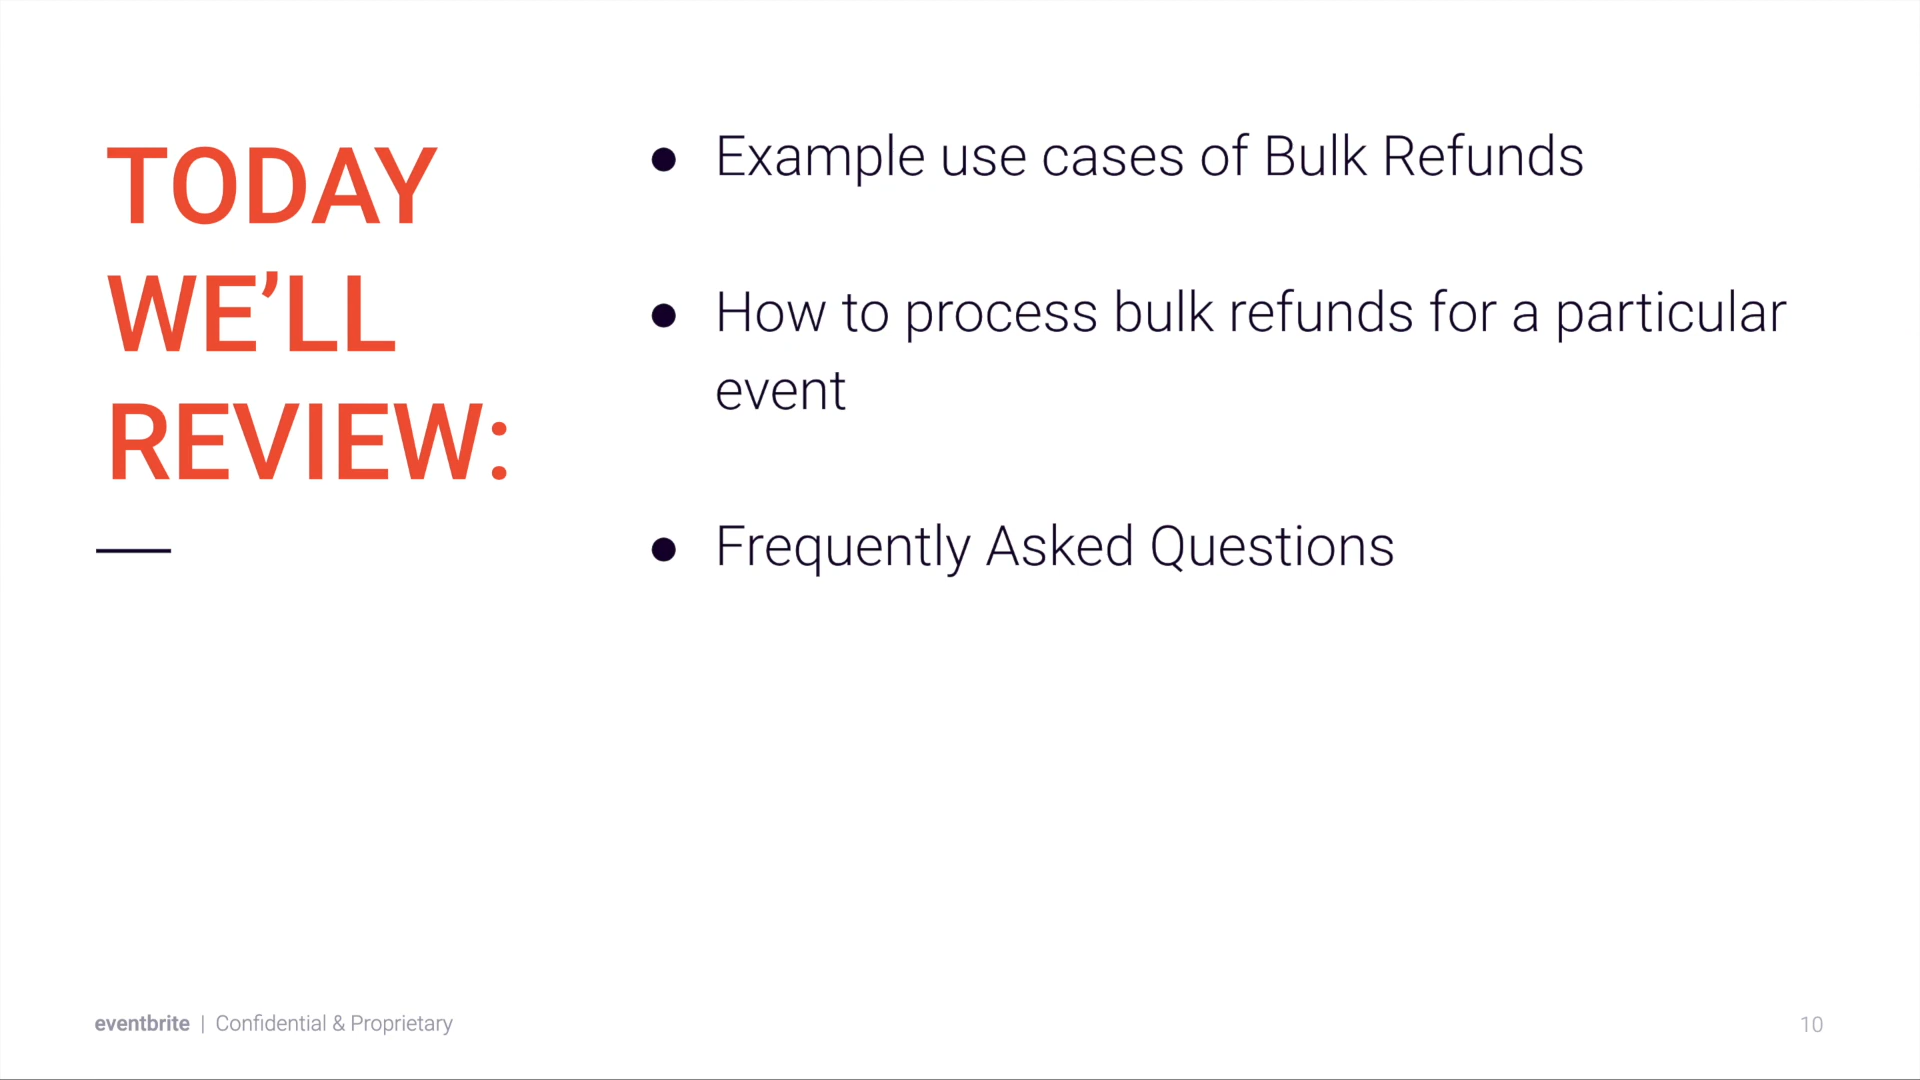 TODAY
WE’LL
REVIEW:
● Example use cases of Bulk Refunds
● How to process bulk refunds for a particular
event
● Frequently Asked Questions
eventbrite | Confidential & Proprietary
10